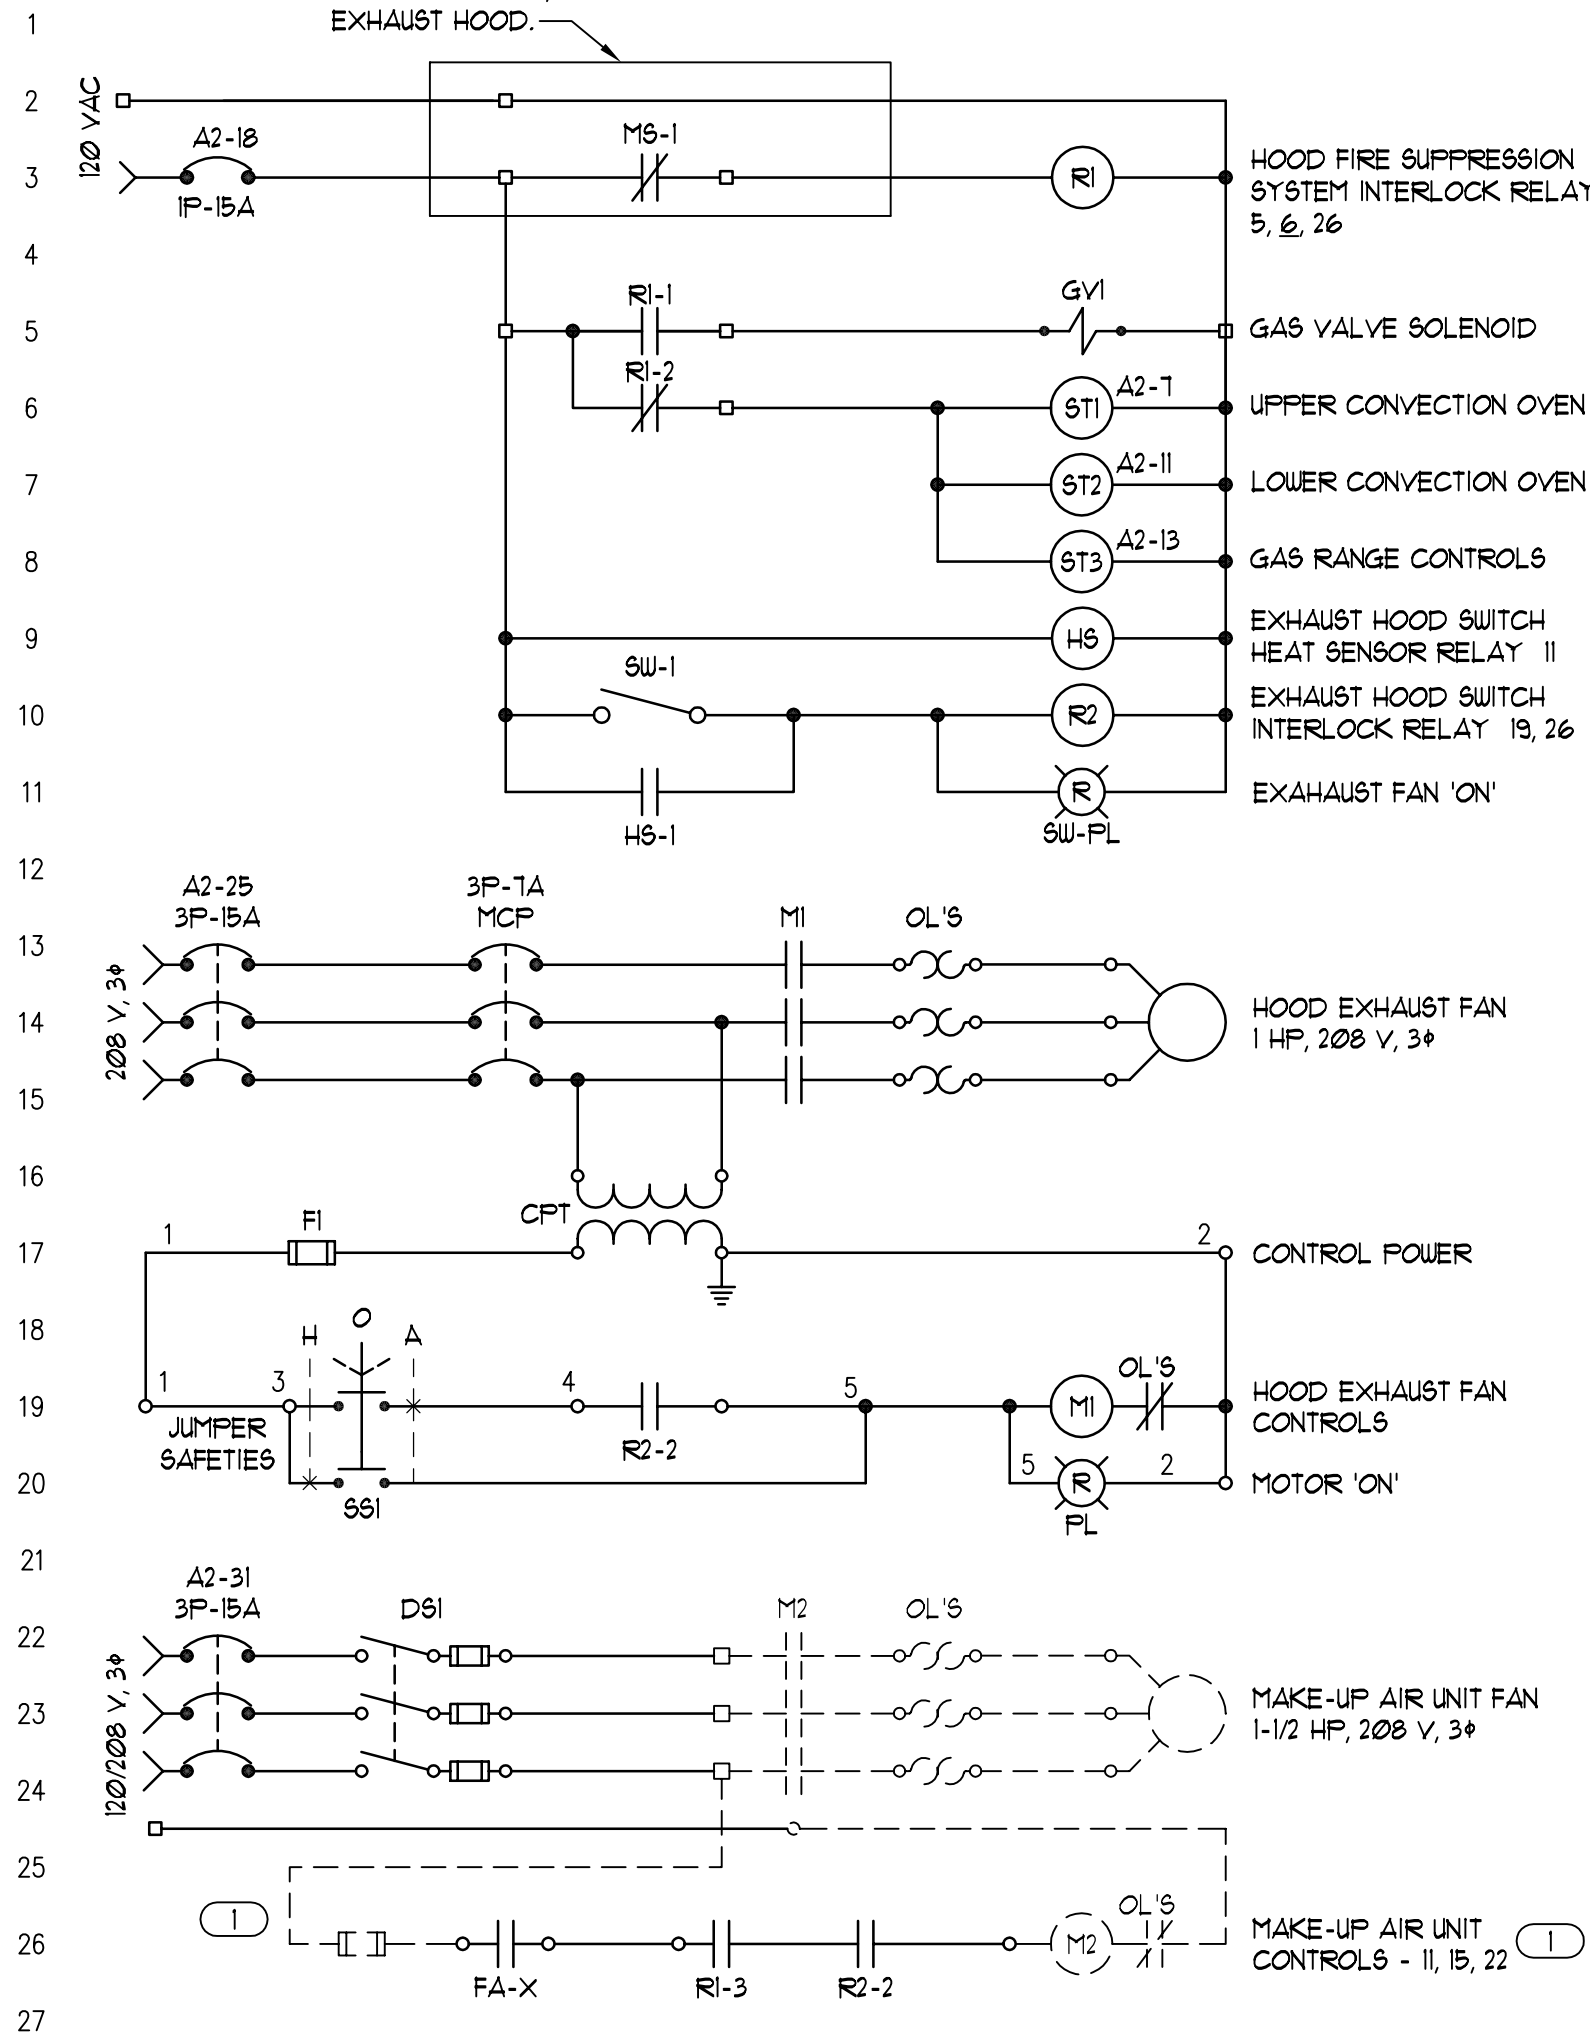 1
EXHAUST HOOD.
2
120 VAC
A2-18
MS-1
3
1P-15A
R1
HOOD FIRE SUPPRESSION
SYSTEM INTERLOCK RELAY
5, 6, 26
4
R1-1
GV1
5
GAS VALVE SOLENOID
R1-2
6
ST1
A2-7
UPPER CONVECTION OVEN
7
ST2
A2-11
LOWER CONVECTION OVEN
8
ST3
A2-13
GAS RANGE CONTROLS
9
HS
EXHAUST HOOD SWITCH
HEAT SENSOR RELAY 11
SW-1
10
R2
EXHAUST HOOD SWITCH
INTERLOCK RELAY 19, 26
11
HS-1
R
SW-PL
EXAHAUST FAN 'ON'
12
A2-25
3P-15A
3P-7A
MCP
M1
OL'S
13
208 V, 3ϕ
14
HOOD EXHAUST FAN
1 HP, 208 V, 3ϕ
15
16
CPT
1
F1
2
17
CONTROL POWER
18
H
O
A
1
3
4
5
OL'S
19
JUMPER
SAFETIES
R2-2
M1
HOOD EXHAUST FAN
CONTROLS
20
SS1
5
R
2
PL
MOTOR 'ON'
21
A2-31
3P-15A
DS1
M2
OL'S
22
120/208 V, 3ϕ
23
MAKE-UP AIR UNIT FAN
1-1/2 HP, 208 V, 3ϕ
24
25
1
OL'S
26
FA-X
R1-3
R2-2
M2
MAKE-UP AIR UNIT
CONTROLS - 11, 15, 22
1
27